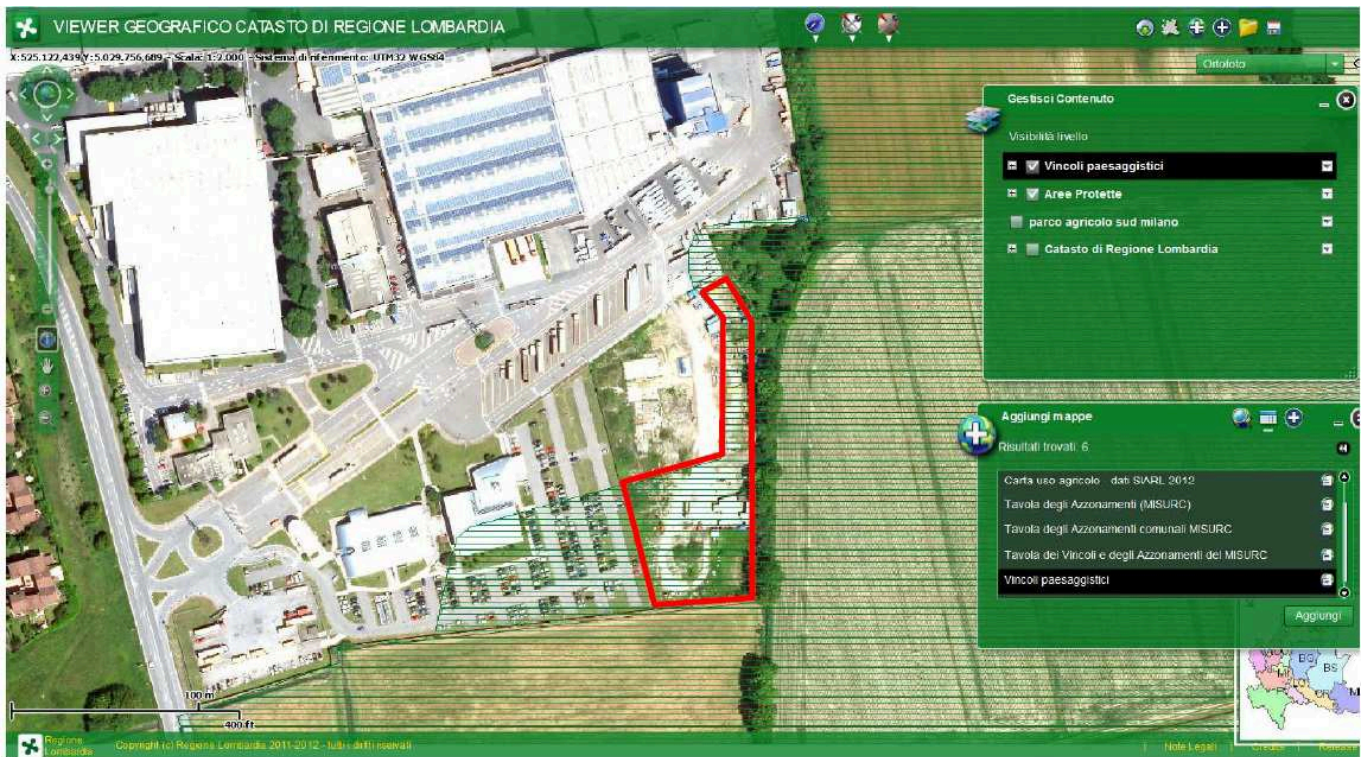 VIEWER GEOGRAFICO CATASTO DI REGIONE LOMBARDIA
X:525.122,439 Y:5.029.756,689 - Scala: 1:2.000 - Sistema di riferimento: UTM32 WGS84
Ortofoto
Gestisci Contenuto
Visibilità livello
Vincoli paesaggistici
Aree Protette
parco agricolo sud milano
Catasto di Regione Lombardia
Aggiungi mappe
Risultati trovati: 6
Carta uso agricolo - dati SIARL 2012
Tavola degli Azzonamenti (MISURC)
Tavola degli Azzonamenti comunali MISURC
Tavola dei Vincoli e degli Azzonamenti del MISURC
Vincoli paesaggistici
Aggiungi
BG
BS
100 m
400 ft
Regione
Lombardia
Copyright (c) Regione Lombardia 2011-2012 - tutti i diritti riservati
Note Legali | Credits | Release